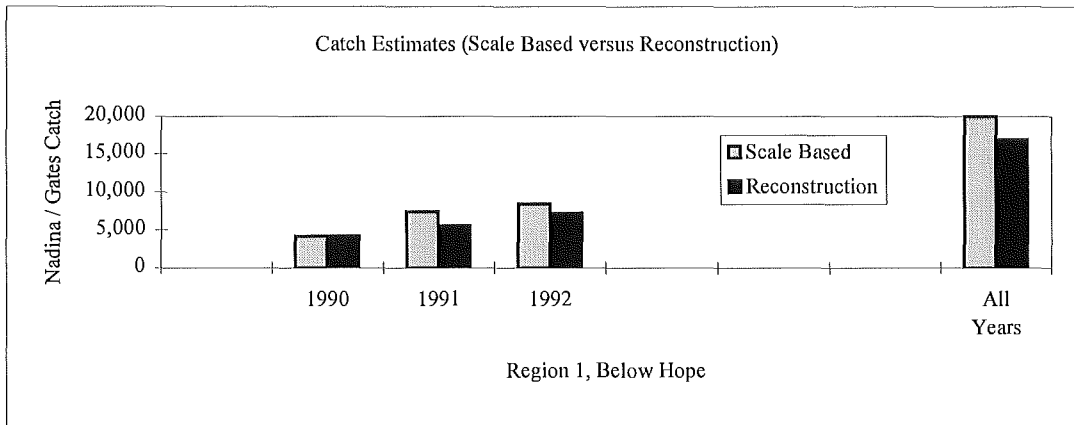 Catch Estimates (Scale Based versus Reconstruction)
Nadina / Gates Catch
20,000
15,000
10,000
5,000
0
Scale Based
Reconstruction
1990
1991
1992
All
Years
Region 1, Below Hope